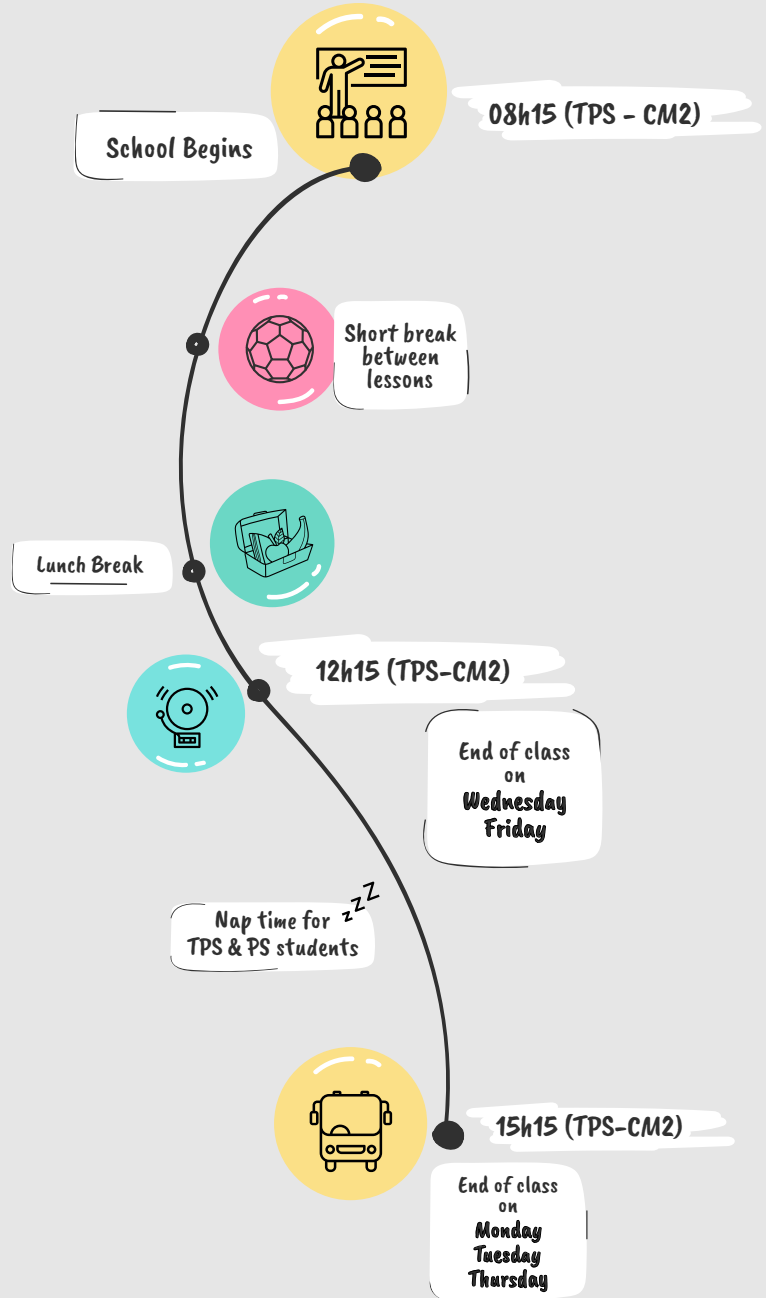 08h15 (TPS - CM2)
School Begins
Short break
between
lessons
Lunch Break
12h15 (TPS-CM2)
End of class
on
Wednesday
Friday
zzZ
Nap time for
TPS & PS students
15h15 (TPS-CM2)
End of class
on
Monday
Tuesday
Thursday